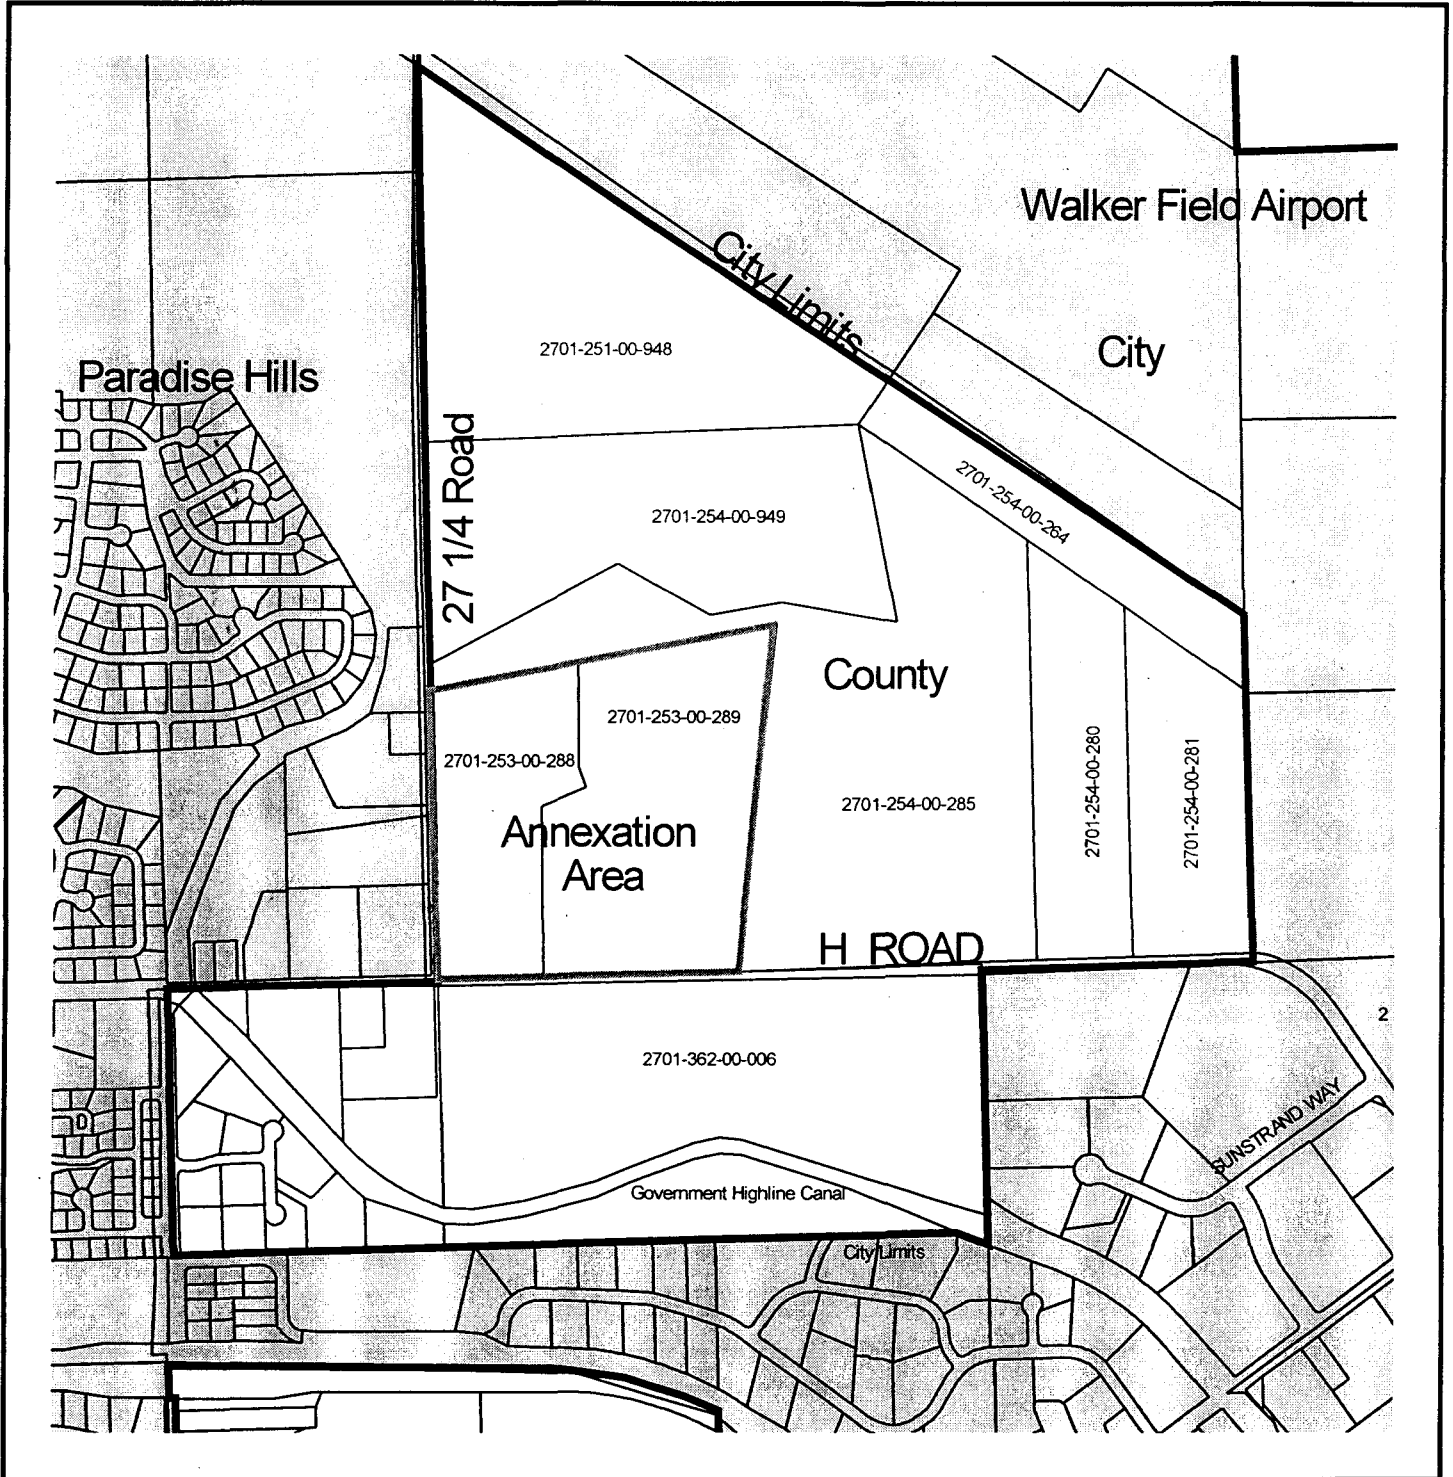 Walker Field Airport
City Limits
City
2701-251-00-948
Paradise Hills
27 1/4 Road
2701-254-00-264
2701-254-00-949
County
2701-253-00-289
2701-253-00-288
2701-254-00-280
2701-254-00-281
2701-254-00-285
Annexation
Area
H ROAD
2
2701-362-00-006
SUNSTRAND WAY
Government Highline Canal
City Limits